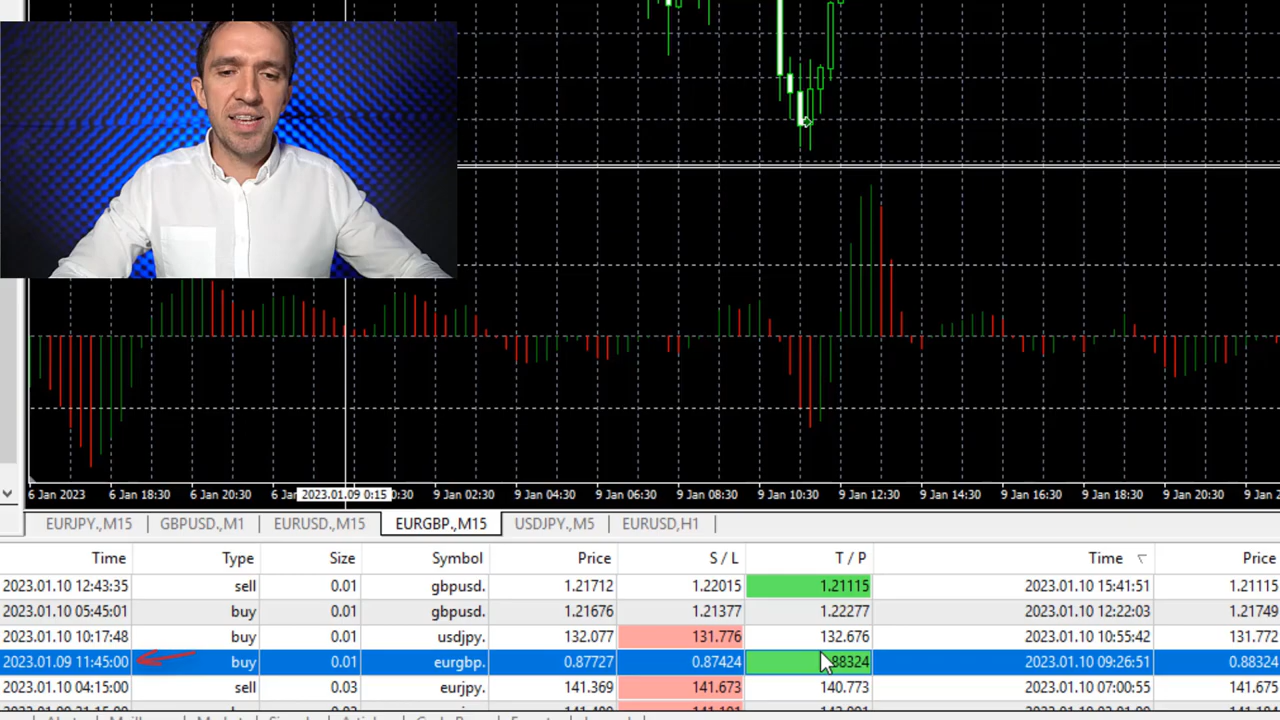 6 Jan 2023 6 Jan 18:30 6 Jan 20:30 6 Jan 2023.01.09 0:15 0:30 9 Jan 02:30 9 Jan 04:30 9 Jan 06:30 9 Jan 08:30 9 Jan 10:30 9 Jan 12:30 9 Jan 14:30 9 Jan 16:30 9 Jan 18:30 9 Jan 20:30 9 Jan 2
EURJPY.,M15 GBPUSD.,M1 EURUSD.,M15 EURGBP.,M15 USDJPY.,M5 EURUSD,H1
Time Type Size Symbol Price S / L T / P Time Price
2023.01.10 12:43:35 sell 0.01 gbpusd. 1.21712 1.22015 1.21115 2023.01.10 15:41:51 1.21115
2023.01.10 05:45:01 buy 0.01 gbpusd. 1.21676 1.21377 1.22277 2023.01.10 12:22:03 1.21749
2023.01.10 10:17:48 buy 0.01 usdjpy. 132.077 131.776 132.676 2023.01.10 10:55:42 131.772
2023.01.09 11:45:00 buy 0.01 eurgbp. 0.87727 0.87424 88324 2023.01.10 09:26:51 0.88324
2023.01.10 04:15:00 sell 0.03 eurjpy. 141.369 141.673 140.773 2023.01.10 07:00:55 141.675